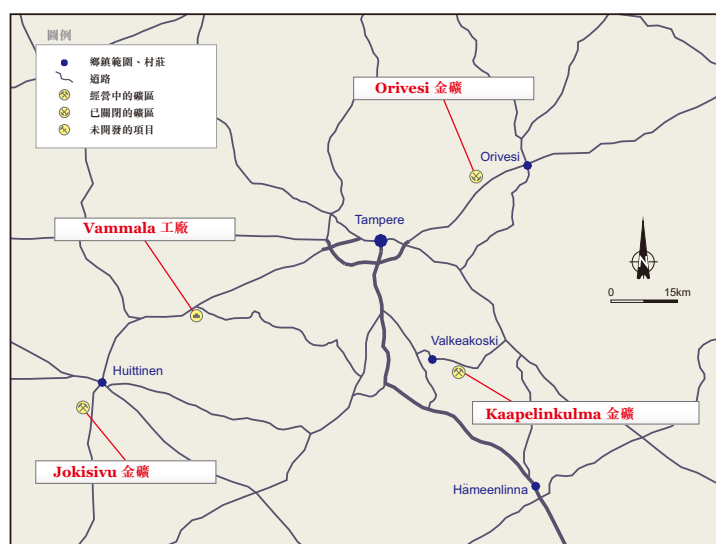 圖例
鄉鎮範圍、村莊
道路
經營中的礦區
已關閉的礦區
未開發的項目
Orivesi 金礦
Orivesi
Tampere
Vammala 工廠
0 15km
Valkeakoski
Huittinen
Kaapelinkulma 金礦
Jokisivu 金礦
Hämeenlinna